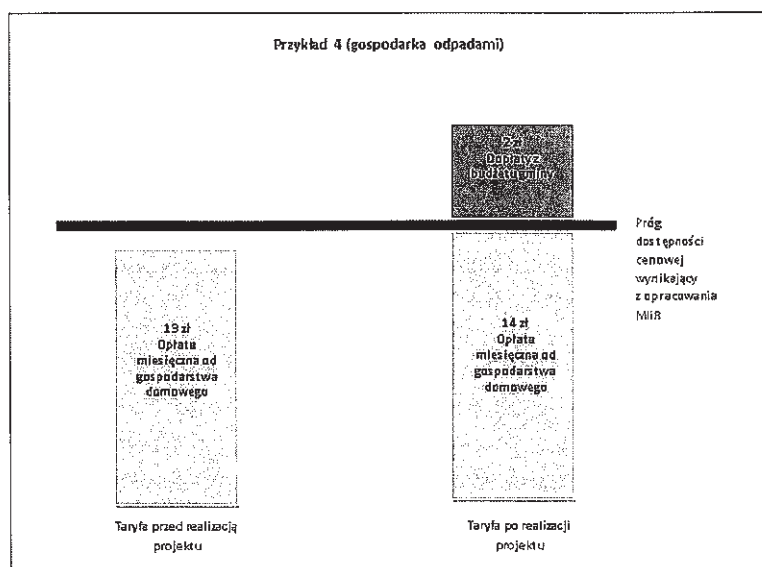 Przykład 4 (gospodarka odpadami)
2 zł
Dopłaty z
budżetu gminy
Próg
dostępności
cenowej
wynikający
z opracowania
MIiR
13 zł
Opłata
miesięczna od
gospodarstwa
domowego
14 zł
Opłata
miesięczna od
gospodarstwa
domowego
Taryfa przed realizacją
projektu
Taryfa po realizacji
projektu